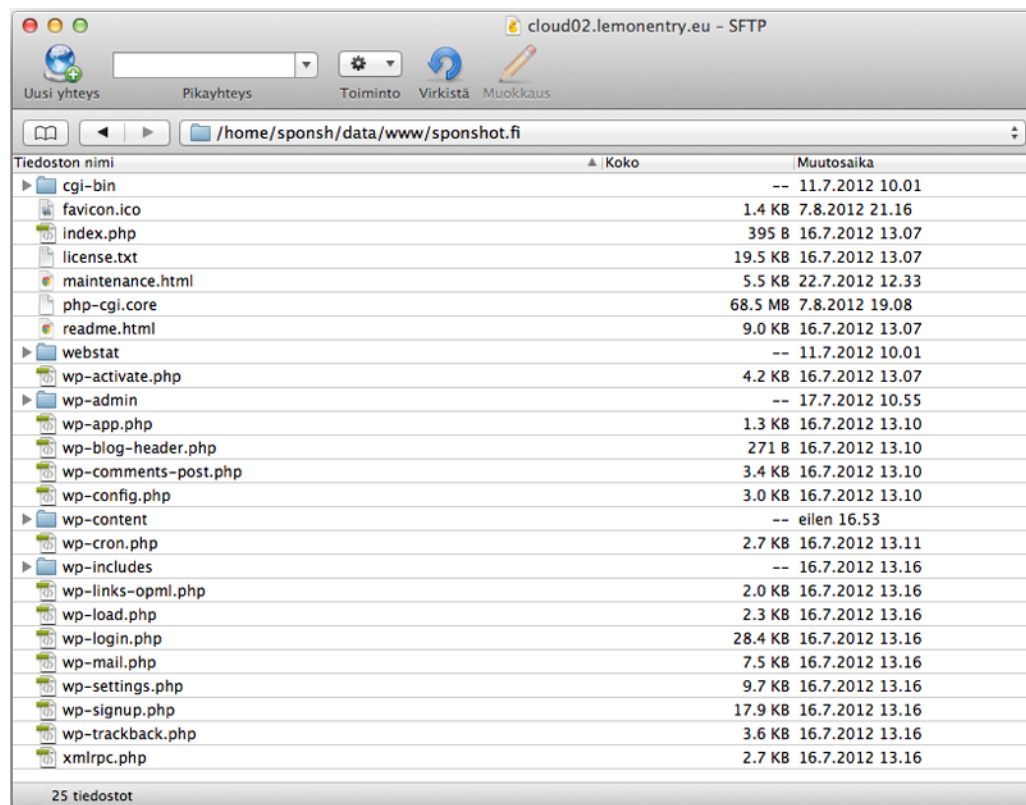 cloud02.lemonentry.eu – SFTP
Uusi yhteys Pikayhteys Toiminto Virkistä Muokkaus
/home/sponsh/data/www/sponshot.fi
Tiedoston nimi Koko Muutosaika
cgi-bin -- 11.7.2012 10.01
favicon.ico 1.4 KB 7.8.2012 21.16
index.php 395 B 16.7.2012 13.07
license.txt 19.5 KB 16.7.2012 13.07
maintenance.html 5.5 KB 22.7.2012 12.33
php-cgi.core 68.5 MB 7.8.2012 19.08
readme.html 9.0 KB 16.7.2012 13.07
webstat -- 11.7.2012 10.01
wp-activate.php 4.2 KB 16.7.2012 13.07
wp-admin -- 17.7.2012 10.55
wp-app.php 1.3 KB 16.7.2012 13.10
wp-blog-header.php 271 B 16.7.2012 13.10
wp-comments-post.php 3.4 KB 16.7.2012 13.10
wp-config.php 3.0 KB 16.7.2012 13.10
wp-content -- eilen 16.53
wp-cron.php 2.7 KB 16.7.2012 13.11
wp-includes -- 16.7.2012 13.16
wp-links-opml.php 2.0 KB 16.7.2012 13.16
wp-load.php 2.3 KB 16.7.2012 13.16
wp-login.php 28.4 KB 16.7.2012 13.16
wp-mail.php 7.5 KB 16.7.2012 13.16
wp-settings.php 9.7 KB 16.7.2012 13.16
wp-signup.php 17.9 KB 16.7.2012 13.16
wp-trackback.php 3.6 KB 16.7.2012 13.16
xmlrpc.php 2.7 KB 16.7.2012 13.16
25 tiedostot